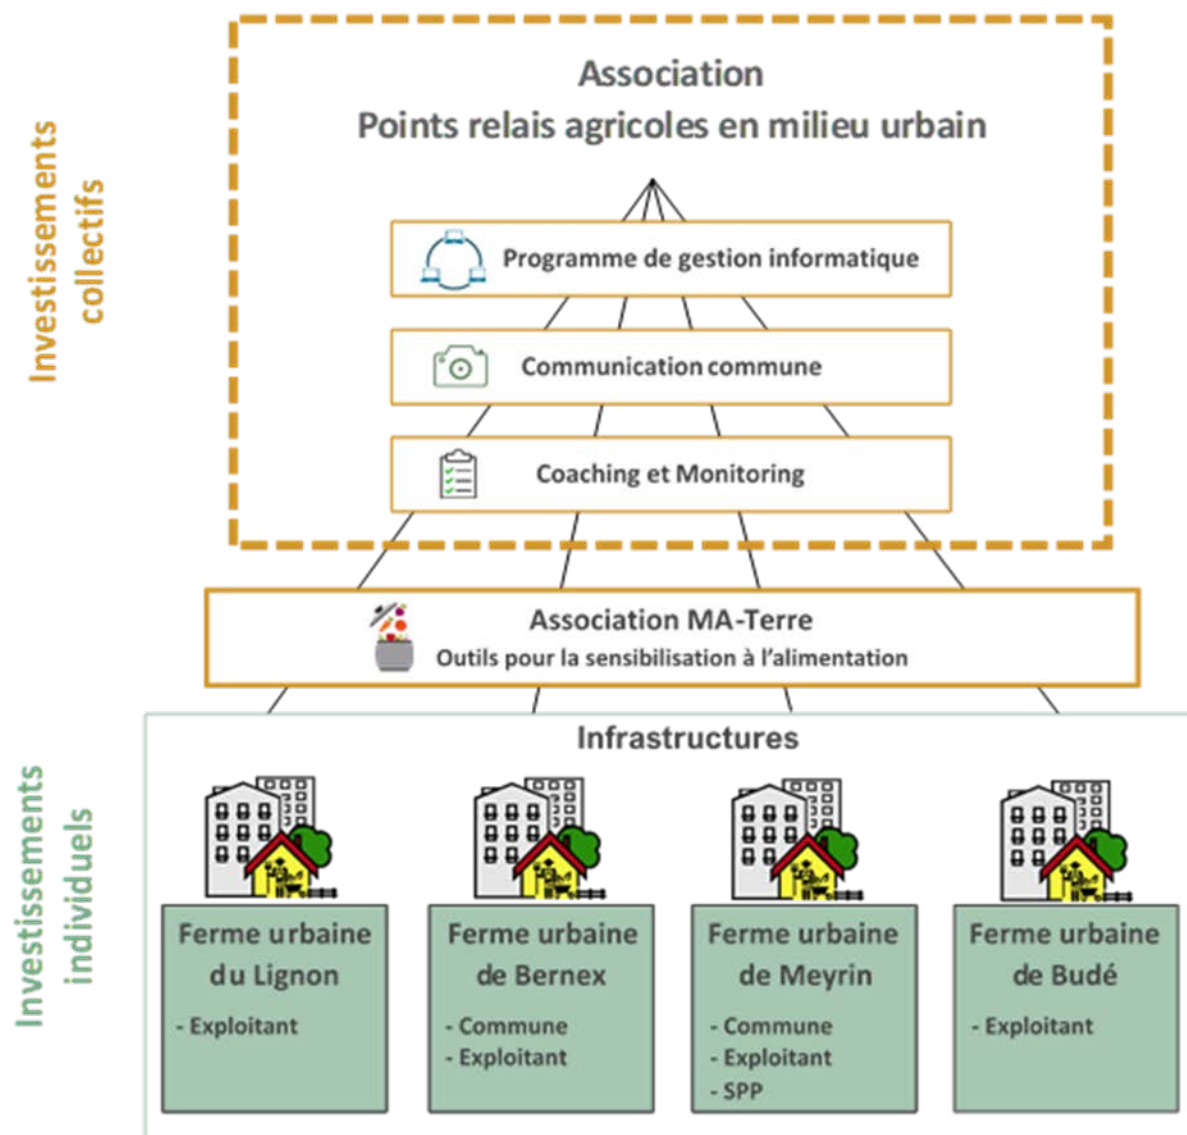 Investissements
collectifs
Association
Points relais agricoles en milieu urbain
Programme de gestion informatique
Communication commune
Coaching et Monitoring
Association MA-Terre
Outils pour la sensibilisation à l'alimentation
Investissements
individuels
Infrastructures
Ferme urbaine
du Lignon
- Exploitant
Ferme urbaine
de Bernex
- Commune
- Exploitant
Ferme urbaine
de Meyrin
- Commune
- Exploitant
- SPP
Ferme urbaine
de Budé
- Exploitant